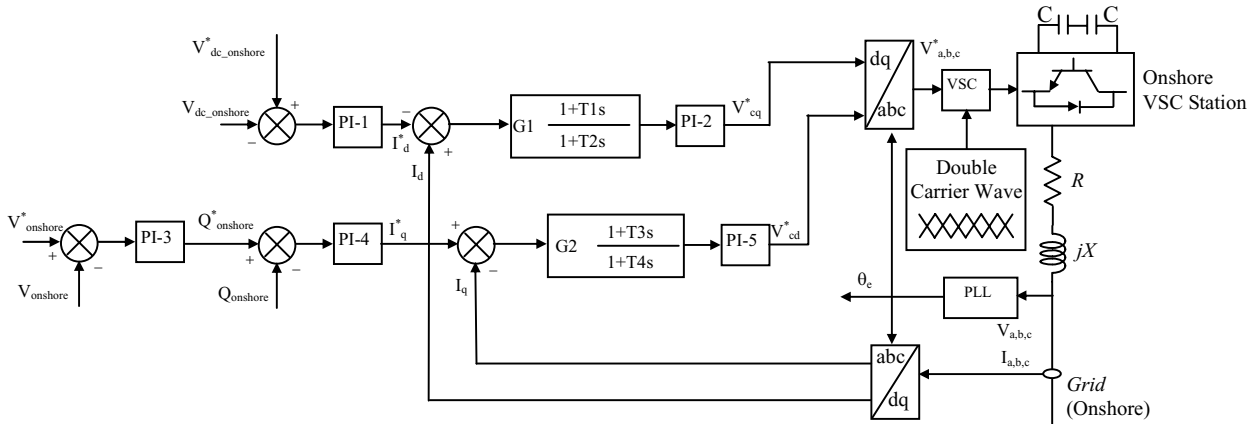 C C
V*dc_onshore
Vdc_onshore
+
−
PI-1
−
I*d
+
Id
G1
1+T1s
1+T2s
PI-2
V*cq
dq
abc
V*a,b,c
VSC
Onshore
VSC Station
Double
Carrier Wave
R
jX
V*onshore
+
−
Vonshore
PI-3
Q*onshore
+
−
Qonshore
PI-4
I*q
+
−
Iq
G2
1+T3s
1+T4s
PI-5
V*cd
θe
PLL
Va,b,c
Ia,b,c
abc
dq
Grid
(Onshore)